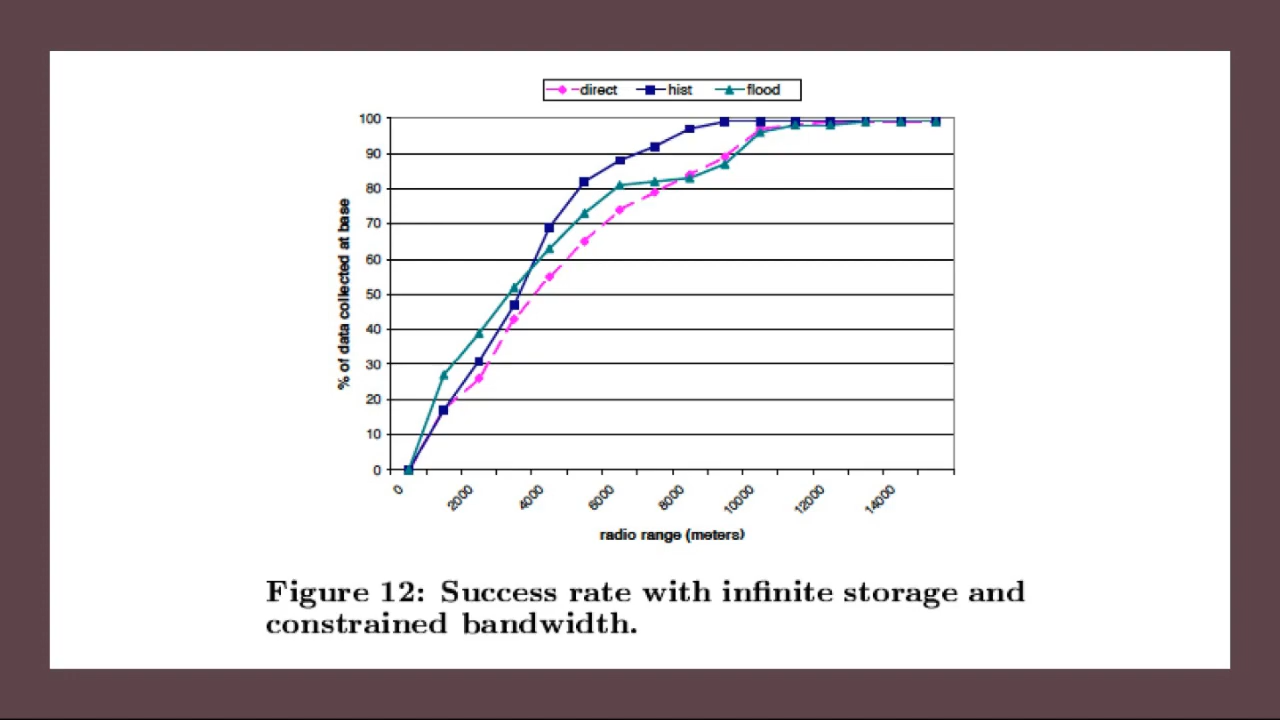 direct hist flood
100
90
80
70
60
50
40
30
20
10
0
% of data collected at base
0 2000 4000 6000 8000 10000 12000 14000
radio range (meters)
Figure 12: Success rate with infinite storage and
constrained bandwidth.